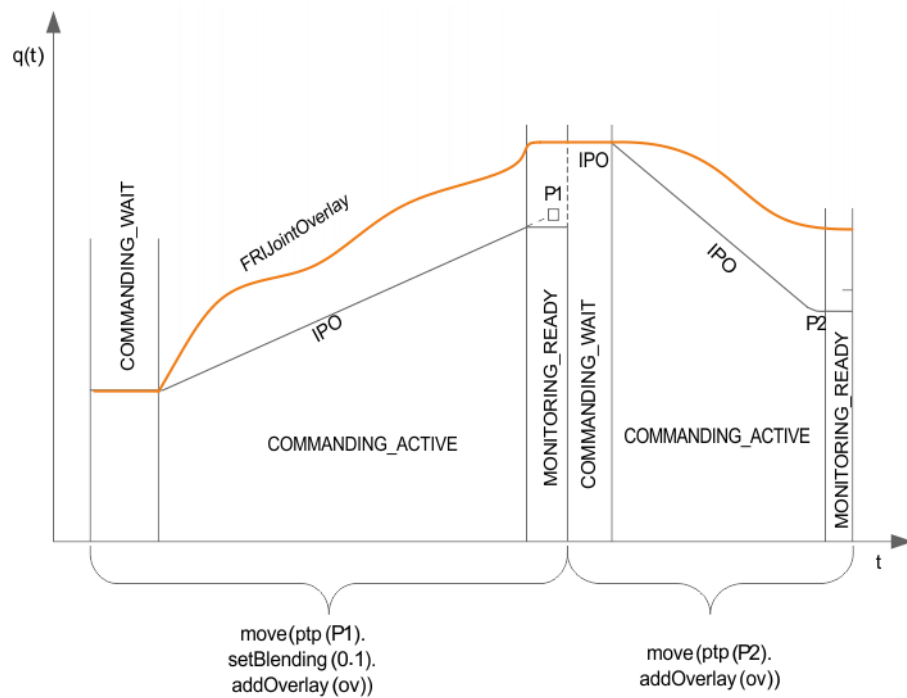 q(t)
COMMANDING_WAIT
FRIJointOverlay
IPO
COMMANDING_ACTIVE
P1
MONITORING_READY
IPO
COMMANDING_WAIT
IPO
COMMANDING_ACTIVE
P2
MONITORING_READY
t
move(ptp(P1).
setBlending(0.1).
addOverlay(ov))
move(ptp(P2).
addOverlay(ov))